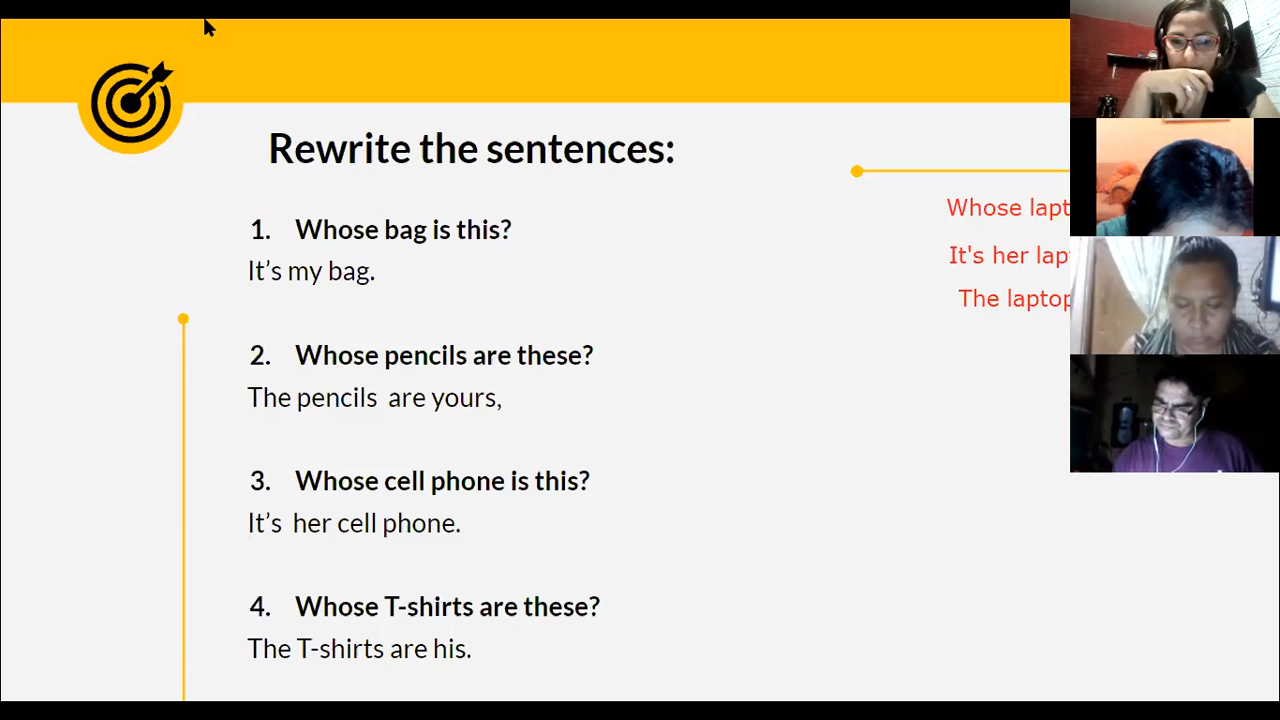 Rewrite the sentences:
1. Whose bag is this?
It's my bag.
2. Whose pencils are these?
The pencils  are yours,
3. Whose cell phone is this?
It's  her cell phone.
4. Whose T-shirts are these?
The T-shirts are his.
Whose
It's her
The laptop